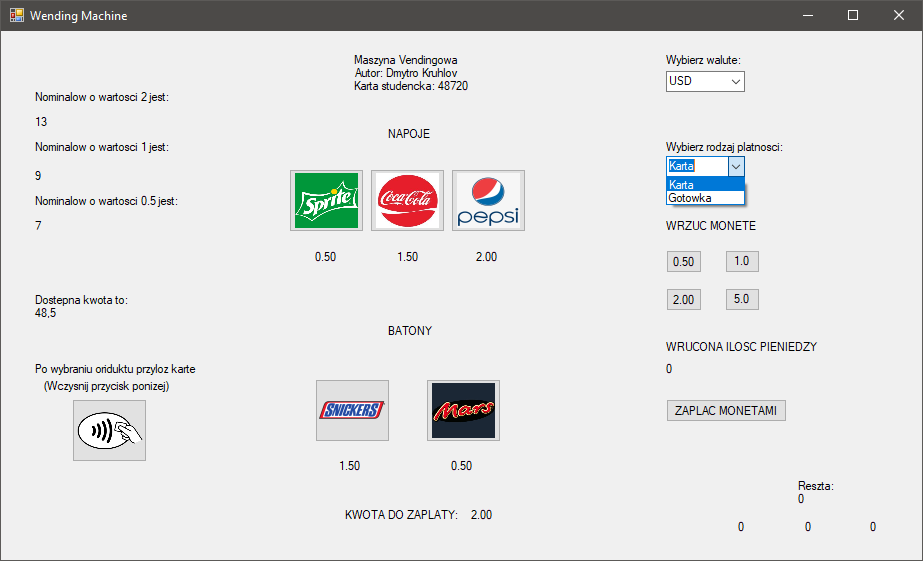 Wending Machine
Maszyna Vendingowa
Autor: Dmytro Kruhlov
Karta studencka: 48720
Wybierz walute:
USD
Nominalow o wartosci 2 jest:
13
Nominalow o wartosci 1 jest:
9
Nominalow o wartosci 0.5 jest:
7
NAPOJE
Sprite
Coca-Cola
pepsi
0.50
1.50
2.00
Wybierz rodzaj platnosci:
Karta
Karta
Gotowka
WRZUC MONETE
0.50
1.0
2.00
5.0
Dostepna kwota to:
48,5
BATONY
WRUCONA ILOSC PIENIEDZY
0
Po wybraniu oriduktu przyloz karte
(Wczysnij przycisk ponizej)
SNICKERS
Mars
1.50
0.50
ZAPLAC MONETAMI
KWOTA DO ZAPLATY: 2.00
Reszta:
0
0
0
0